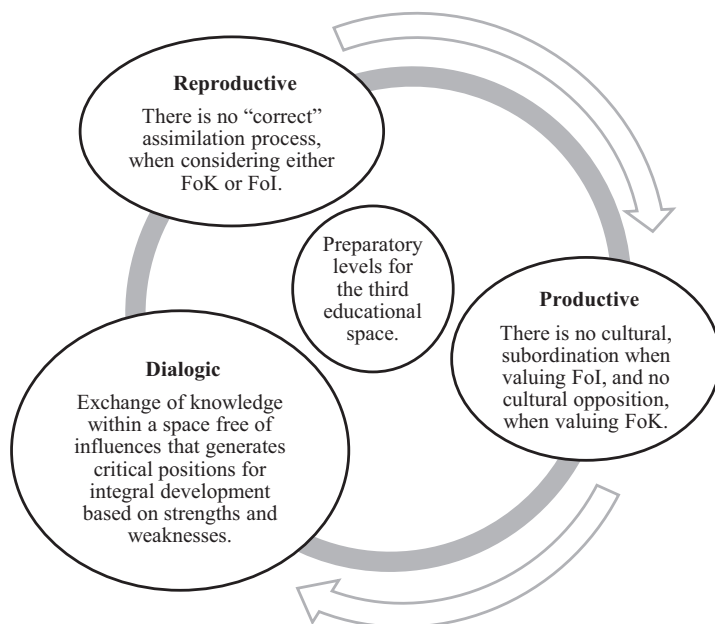 Reproductive
There is no “correct”
assimilation process,
when considering either
FoK or FoI.
Preparatory
levels for
the third
educational
space.
Productive
There is no cultural,
subordination when
valuing FoI, and no
cultural opposition,
when valuing FoK.
Dialogic
Exchange of knowledge
within a space free of
influences that generates
critical positions for
integral development
based on strengths and
weaknesses.